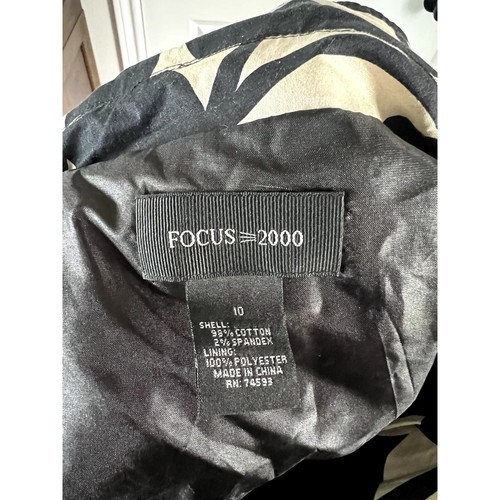 FOCUS 2000
10
SHELL:
98% COTTON
2% SPANDEX
LINING:
100% POLYESTER
MADE IN CHINA
RN: 74593